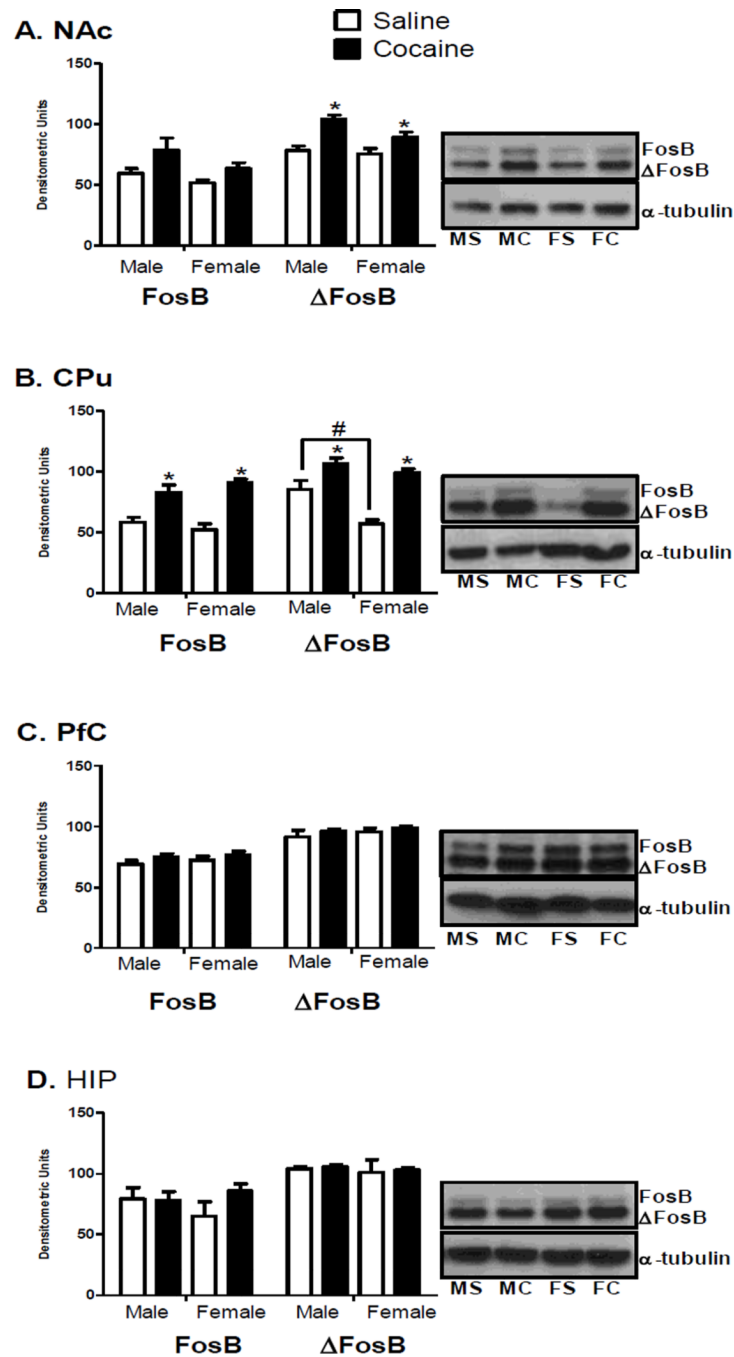 Saline
Cocaine
A. NAc
Densitometric Units
150
100
50
0
*
*
Male
Female
Male
Female
FosB
ΔFosB
FosB
ΔFosB
α-tubulin
MS MC FS FC
B. CPu
Densitometric Units
150
100
50
0
*
*
#
*
*
Male
Female
Male
Female
FosB
ΔFosB
FosB
ΔFosB
α-tubulin
MS MC FS FC
C. PfC
Densitometric Units
150
100
50
0
Male
Female
Male
Female
FosB
ΔFosB
FosB
ΔFosB
α-tubulin
MS MC FS FC
D. HIP
Densitometric Units
150
100
50
0
Male
Female
Male
Female
FosB
ΔFosB
FosB
ΔFosB
α-tubulin
MS MC FS FC